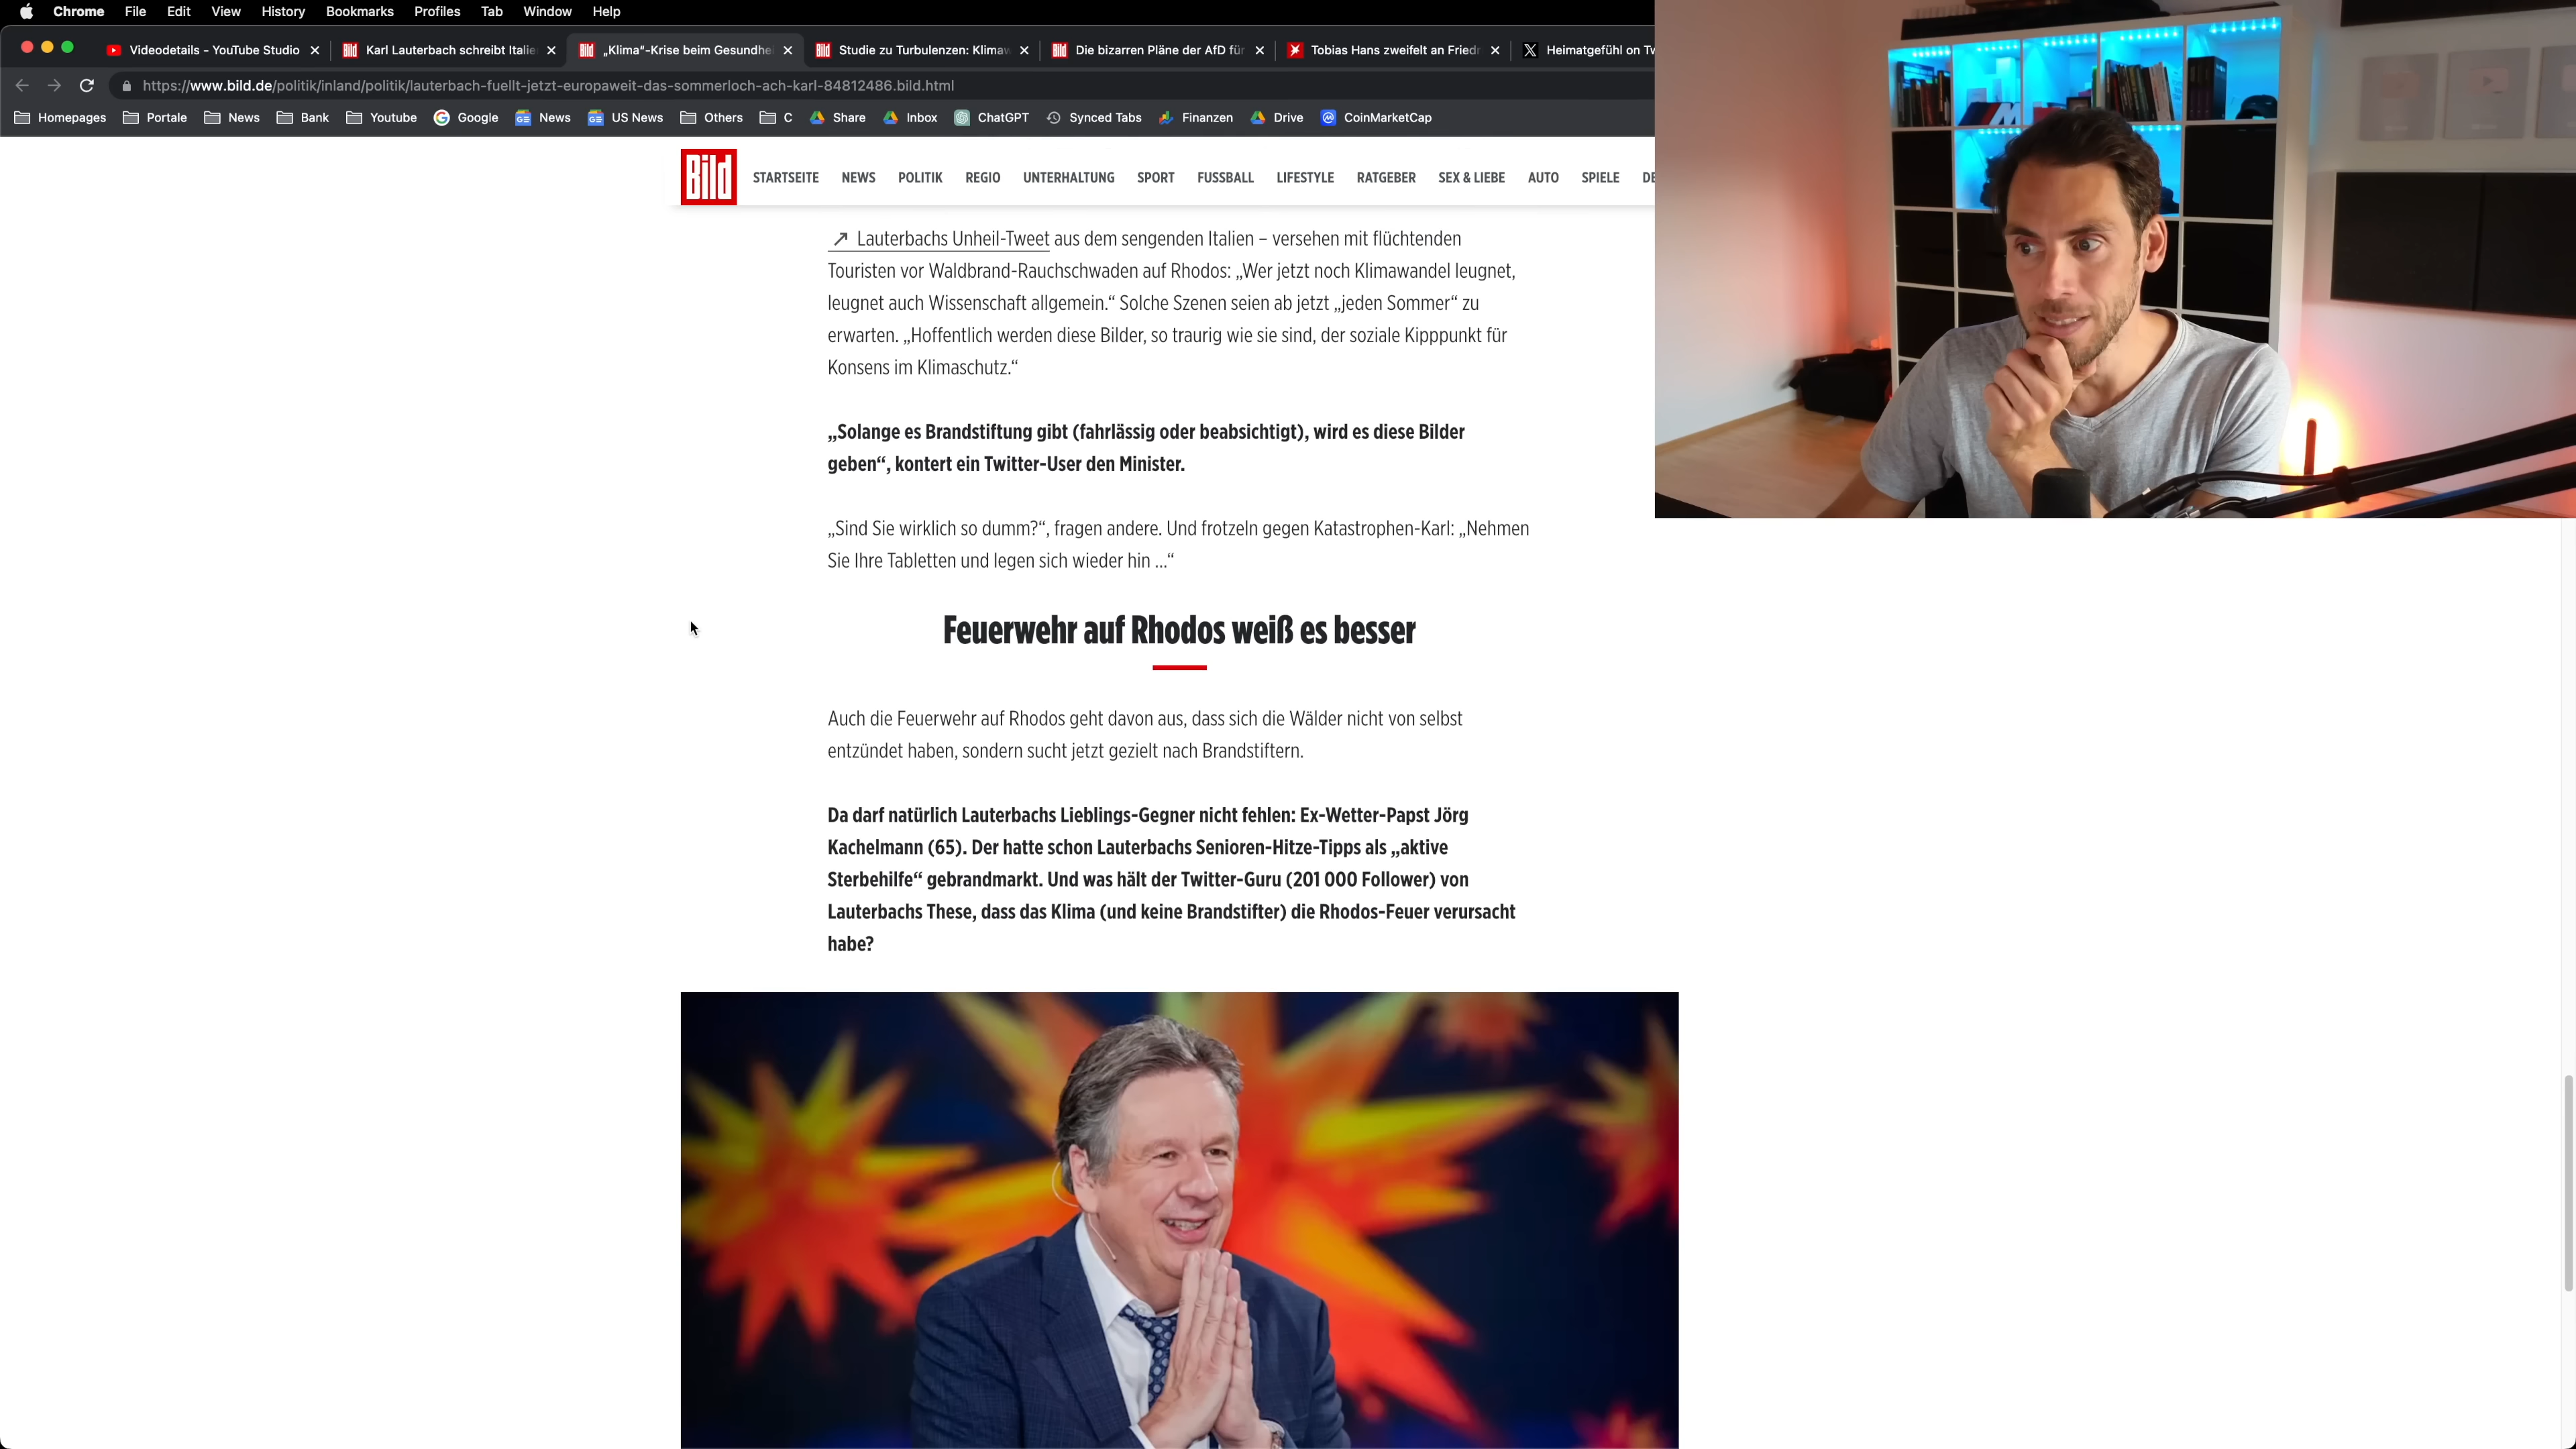 Chrome File Edit View History Bookmarks Profiles Tab Window Help
Videodetails - YouTube Studio
Karl Lauterbach schreibt Italie
„Klima“-Krise beim Gesundhe
Studie zu Turbulenzen: Klimaw
Die bizarren Pläne der AfD für
Tobias Hans zweifelt an Friedr
Heimatgefühl on Tw
https://www.bild.de/politik/inland/politik/lauterbach-fuellt-jetzt-europaweit-das-sommerloch-ach-karl-84812486.bild.html
Homepages Portale News Bank Youtube Google News US News Others C Share Inbox ChatGPT Synced Tabs Finanzen Drive CoinMarketCap
Bild STARTSEITE NEWS POLITIK REGIO UNTERHALTUNG SPORT FUSSBALL LIFESTYLE RATGEBER SEX & LIEBE AUTO SPIELE DE
Lauterbachs Unheil-Tweet aus dem sengenden Italien – versehen mit flüchtenden
Touristen vor Waldbrand-Rauchschwaden auf Rhodos: „Wer jetzt noch Klimawandel leugnet,
leugnet auch Wissenschaft allgemein.“ Solche Szenen seien ab jetzt „jeden Sommer“ zu
erwarten. „Hoffentlich werden diese Bilder, so traurig wie sie sind, der soziale Kipppunkt für
Konsens im Klimaschutz.“
„Solange es Brandstiftung gibt (fahrlässig oder beabsichtigt), wird es diese Bilder
geben“, kontert ein Twitter-User den Minister.
„Sind Sie wirklich so dumm?“, fragen andere. Und frotzeln gegen Katastrophen-Karl: „Nehmen
Sie Ihre Tabletten und legen sich wieder hin ...“
Feuerwehr auf Rhodos weiß es besser
Auch die Feuerwehr auf Rhodos geht davon aus, dass sich die Wälder nicht von selbst
entzündet haben, sondern sucht jetzt gezielt nach Brandstiftern.
Da darf natürlich Lauterbachs Lieblings-Gegner nicht fehlen: Ex-Wetter-Papst Jörg
Kachelmann (65). Der hatte schon Lauterbachs Senioren-Hitze-Tipps als „aktive
Sterbehilfe“ gebrandmarkt. Und was hält der Twitter-Guru (201 000 Follower) von
Lauterbachs These, dass das Klima (und keine Brandstifter) die Rhodos-Feuer verursacht
habe?